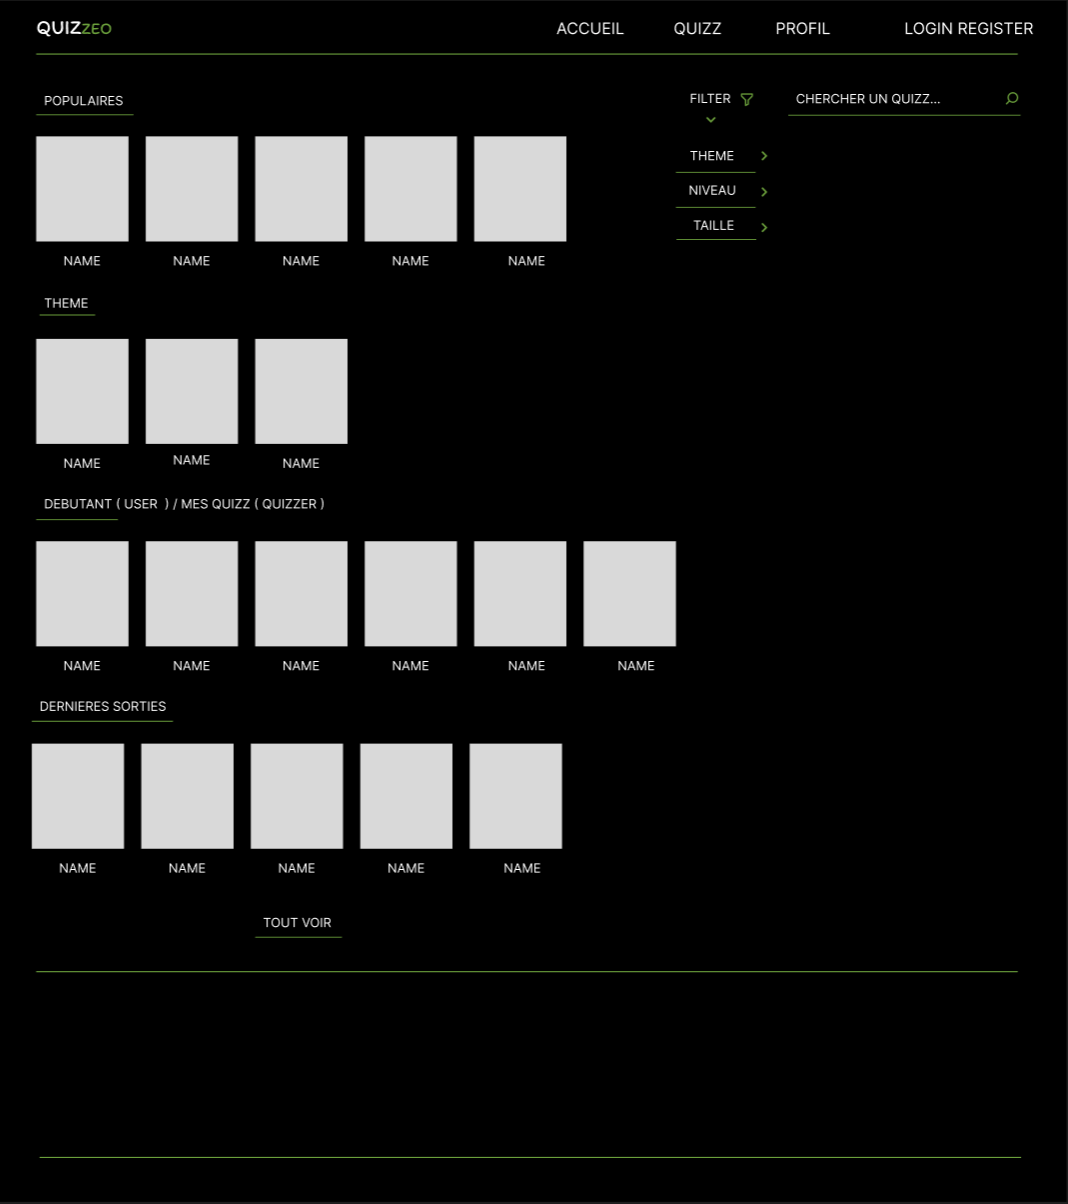 QUIZZEO ACCUEIL QUIZZ PROFIL LOGIN REGISTER
POPULAIRES
FILTER
CHERCHER UN QUIZZ...
THEME
NIVEAU
TAILLE
NAME NAME NAME NAME NAME
THEME
NAME NAME NAME
DEBUTANT ( USER ) / MES QUIZZ ( QUIZZER )
NAME NAME NAME NAME NAME NAME
DERNIERES SORTIES
NAME NAME NAME NAME NAME
TOUT VOIR